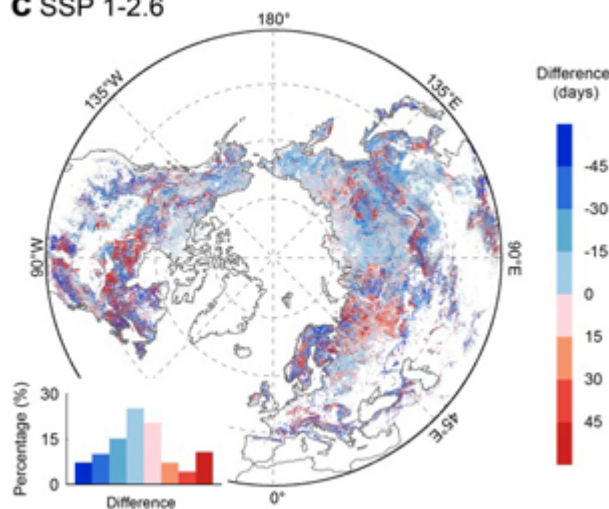 C SSP 1-2.6
180°
135°W
135°E
90°W
90°E
45°E
0°
Difference
(days)
-45
-30
-15
0
15
30
45
Percentage (%)
30
15
0
Difference